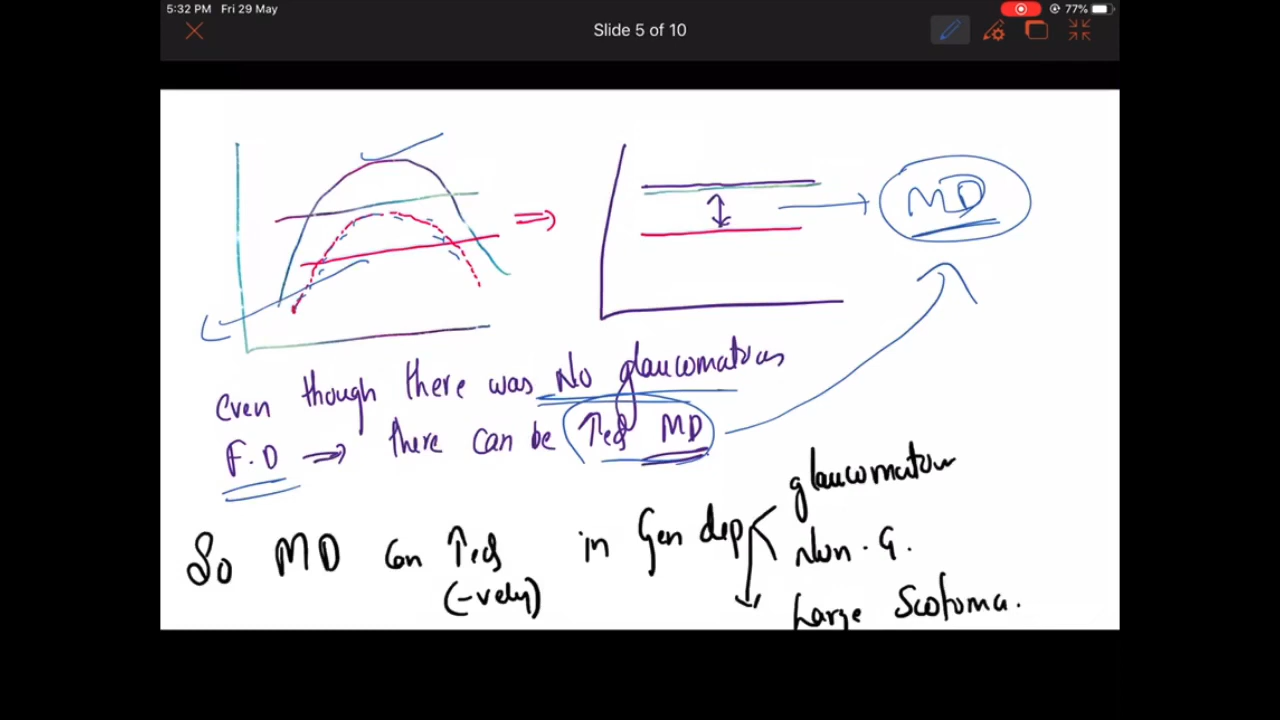 5:32 PM Fri 29 May
77%
Slide 5 of 10
MD
Even though there was No glaucomatous
F.D → there can be ↑ed MD
So MD can ↑ed in Gen dep
(-vely)
glaucomatous
Non-G.
Large Scotoma.